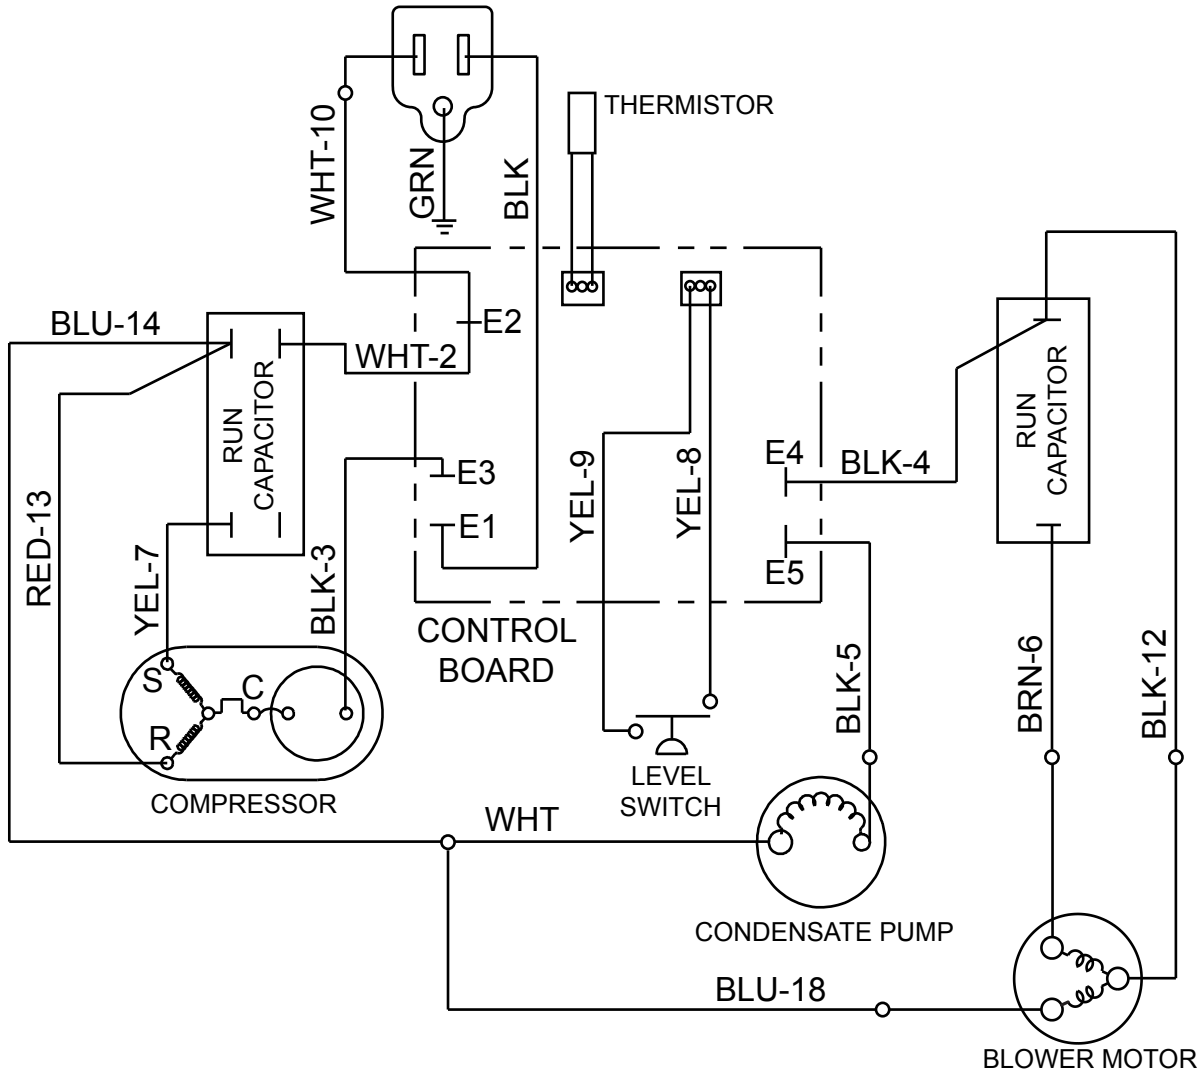 THERMISTOR
WHT-10
GRN
BLK
BLU-14
E2
WHT-2
RUN
CAPACITOR
RUN
CAPACITOR
E3
E1
E4
BLK-4
E5
YEL-9
YEL-8
RED-13
YEL-7
BLK-3
CONTROL
BOARD
BLK-5
BRN-6
BLK-12
S
C
R
COMPRESSOR
LEVEL
SWITCH
WHT
CONDENSATE PUMP
BLU-18
BLOWER MOTOR